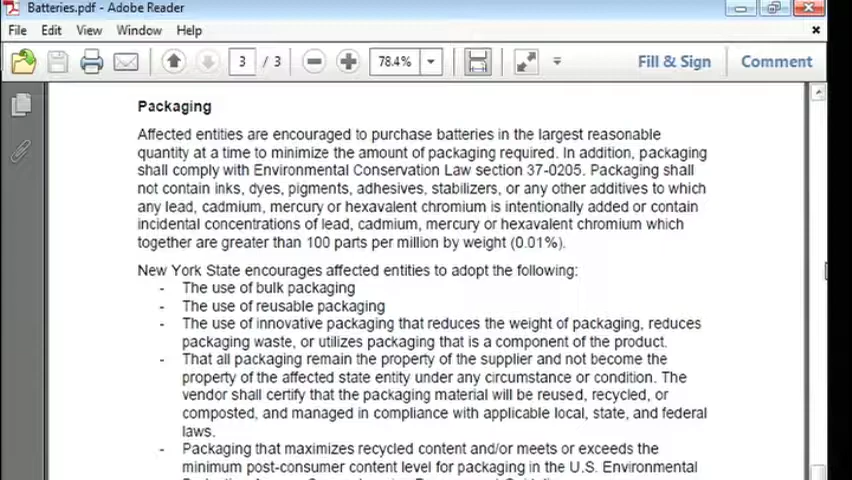 Batteries.pdf - Adobe Reader
File Edit View Window Help
3 / 3 78.4% Fill & Sign Comment
Packaging
Affected entities are encouraged to purchase batteries in the largest reasonable
quantity at a time to minimize the amount of packaging required. In addition, packaging
shall comply with Environmental Conservation Law section 37-0205. Packaging shall
not contain inks, dyes, pigments, adhesives, stabilizers, or any other additives to which
any lead, cadmium, mercury or hexavalent chromium is intentionally added or contain
incidental concentrations of lead, cadmium, mercury or hexavalent chromium which
together are greater than 100 parts per million by weight (0.01%).
New York State encourages affected entities to adopt the following:
- The use of bulk packaging
- The use of reusable packaging
- The use of innovative packaging that reduces the weight of packaging, reduces
packaging waste, or utilizes packaging that is a component of the product.
- That all packaging remain the property of the supplier and not become the
property of the affected state entity under any circumstance or condition. The
vendor shall certify that the packaging material will be reused, recycled, or
composted, and managed in compliance with applicable local, state, and federal
laws.
- Packaging that maximizes recycled content and/or meets or exceeds the
minimum post-consumer content level for packaging in the U.S. Environmental